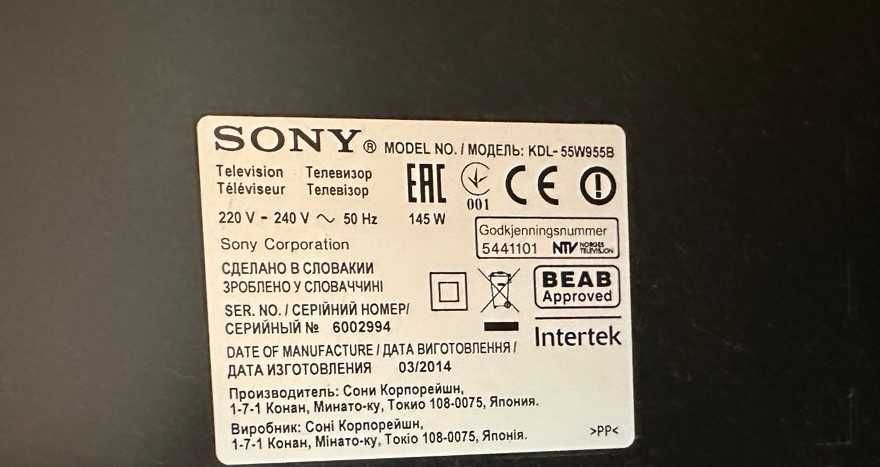 SONY® MODEL NO. / МОДЕЛЬ: KDL-55W955B
Television Телевизор
Téléviseur Телевізор
EAC
001
CE
220 V - 240 V ~ 50 Hz 145 W
Godkjenningsnummer
5441101 NTV NORGES TELEVISJON
Sony Corporation
СДЕЛАНО В СЛОВАКИИ
ЗРОБЛЕНО У СЛОВАЧЧИНІ
BEAB
Approved
Intertek
SER. NO. / СЕРІЙНИЙ НОМЕР/
СЕРИЙНЫЙ № 6002994
DATE OF MANUFACTURE / ДАТА ВИГОТОВЛЕННЯ /
ДАТА ИЗГОТОВЛЕНИЯ 03/2014
Производитель: Сони Корпорейшн,
1-7-1 Конан, Минато-ку, Токио 108-0075, Япония.
Виробник: Соні Корпорейшн,
1-7-1 Конан, Мінато-ку, Токіо 108-0075, Японія.
>PP<